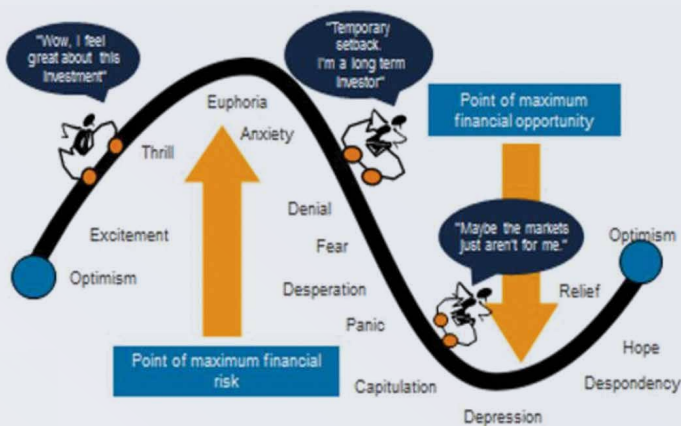 "Wow, I feel
great about this
Investment"
"Temporary
setback.
I'm a long term
Investor"
Point of maximum
financial opportunity
Euphoria
Anxiety
Thrill
Denial
"Maybe the markets
just aren't for me."
Excitement
Fear
Optimism
Optimism
Desperation
Relief
Panic
Point of maximum financial
risk
Hope
Capitulation
Despondency
Depression